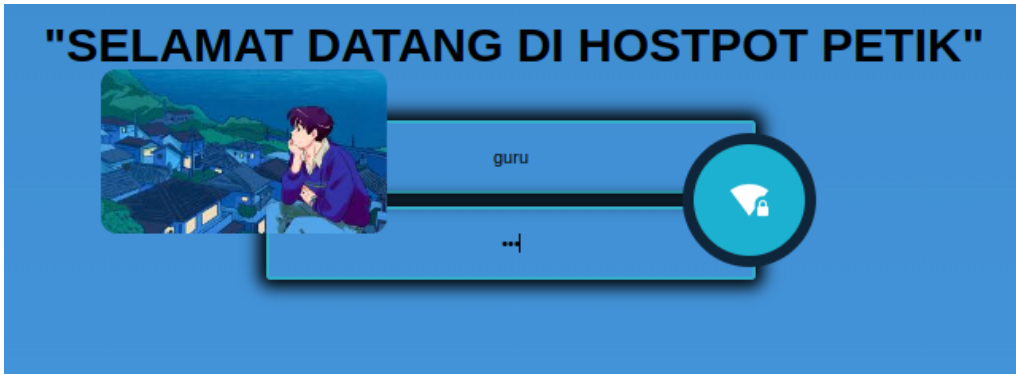 "SELAMAT DATANG DI HOSTPOT PETIK"
guru
•••